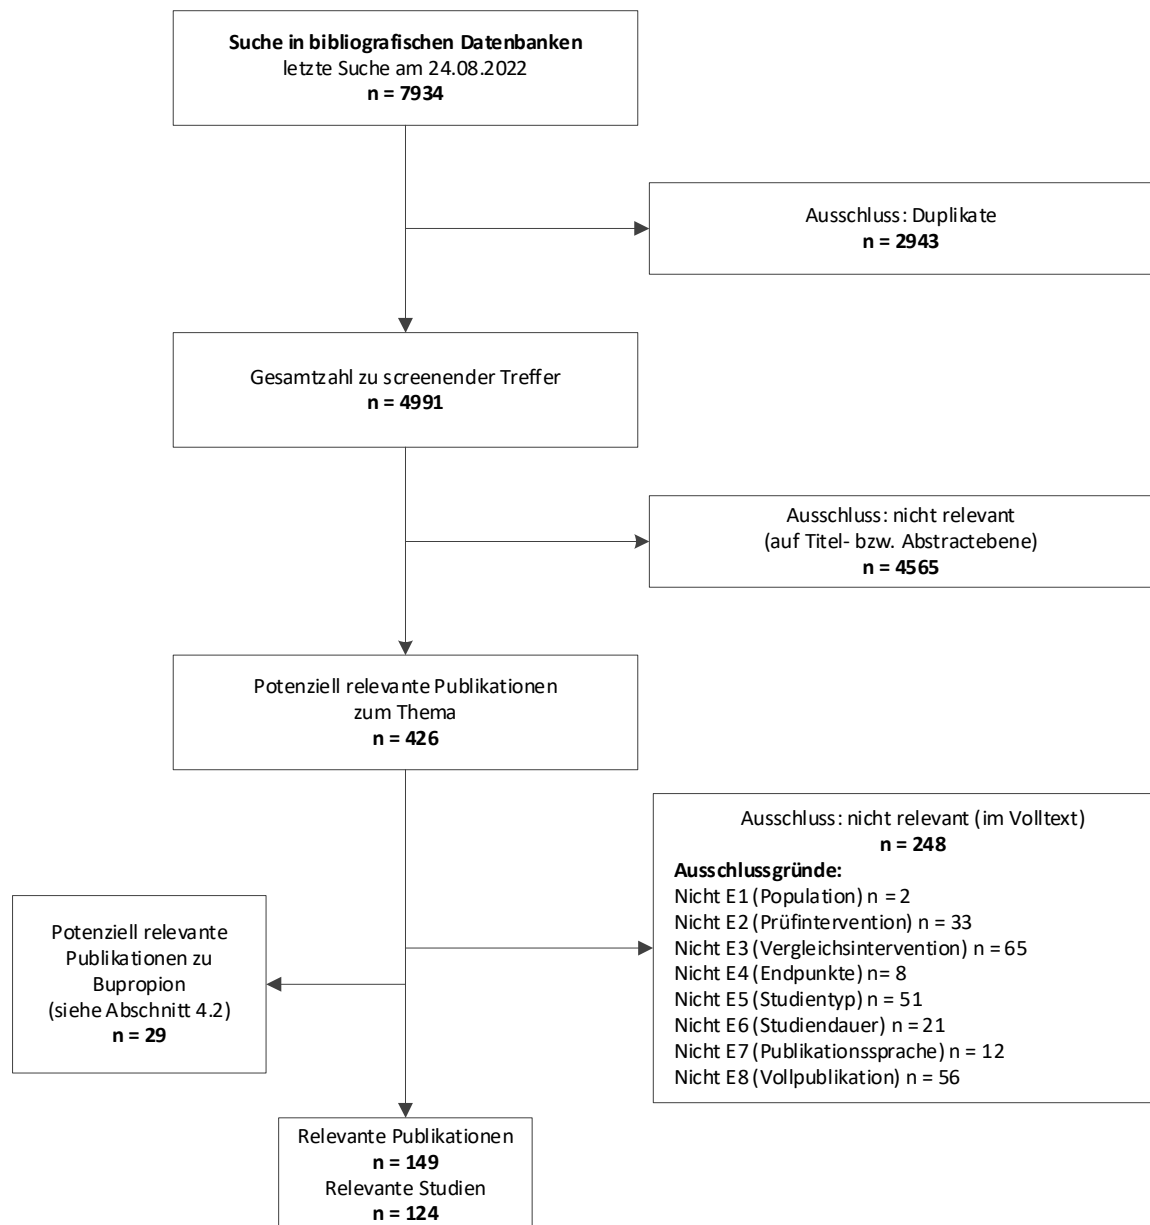 Suche in bibliografischen Datenbanken
letzte Suche am 24.08.2022
n = 7934
Ausschluss: Duplikate
n = 2943
Gesamtzahl zu screenender Treffer
n = 4991
Ausschluss: nicht relevant
(auf Titel- bzw. Abstractebene)
n = 4565
Potenziell relevante Publikationen
zum Thema
n = 426
Ausschluss: nicht relevant (im Volltext)
n = 248
Ausschlussgründe:
Nicht E1 (Population) n = 2
Nicht E2 (Prüfintervention) n = 33
Nicht E3 (Vergleichsintervention) n = 65
Nicht E4 (Endpunkte) n = 8
Nicht E5 (Studientyp) n = 51
Nicht E6 (Studiendauer) n = 21
Nicht E7 (Publikationssprache) n = 12
Nicht E8 (Vollpublikation) n = 56
Potenziell relevante
Publikationen zu
Bupropion
(siehe Abschnitt 4.2)
n = 29
Relevante Publikationen
n = 149
Relevante Studien
n = 124